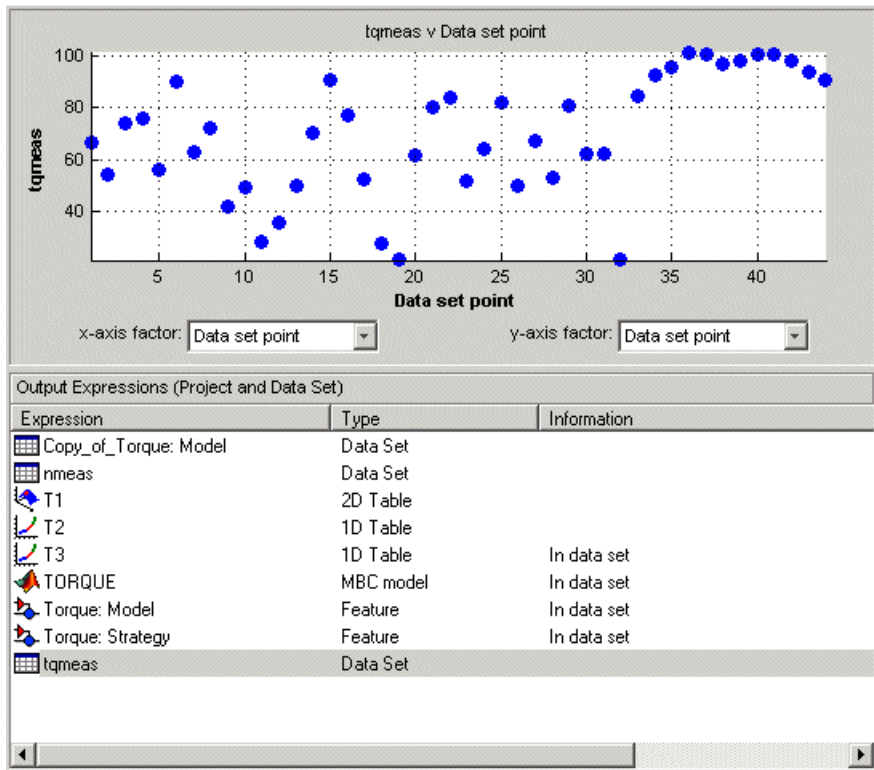 tqmeas v Data set point
100
80
60
40
tqmeas
5 10 15 20 25 30 35 40
Data set point
x-axis factor: Data set point y-axis factor: Data set point
Output Expressions (Project and Data Set)
Expression Type Information
Copy_of_Torque: Model Data Set
nmeas Data Set
T1 2D Table
T2 1D Table
T3 1D Table In data set
TORQUE MBC model In data set
Torque: Model Feature In data set
Torque: Strategy Feature In data set
tqmeas Data Set